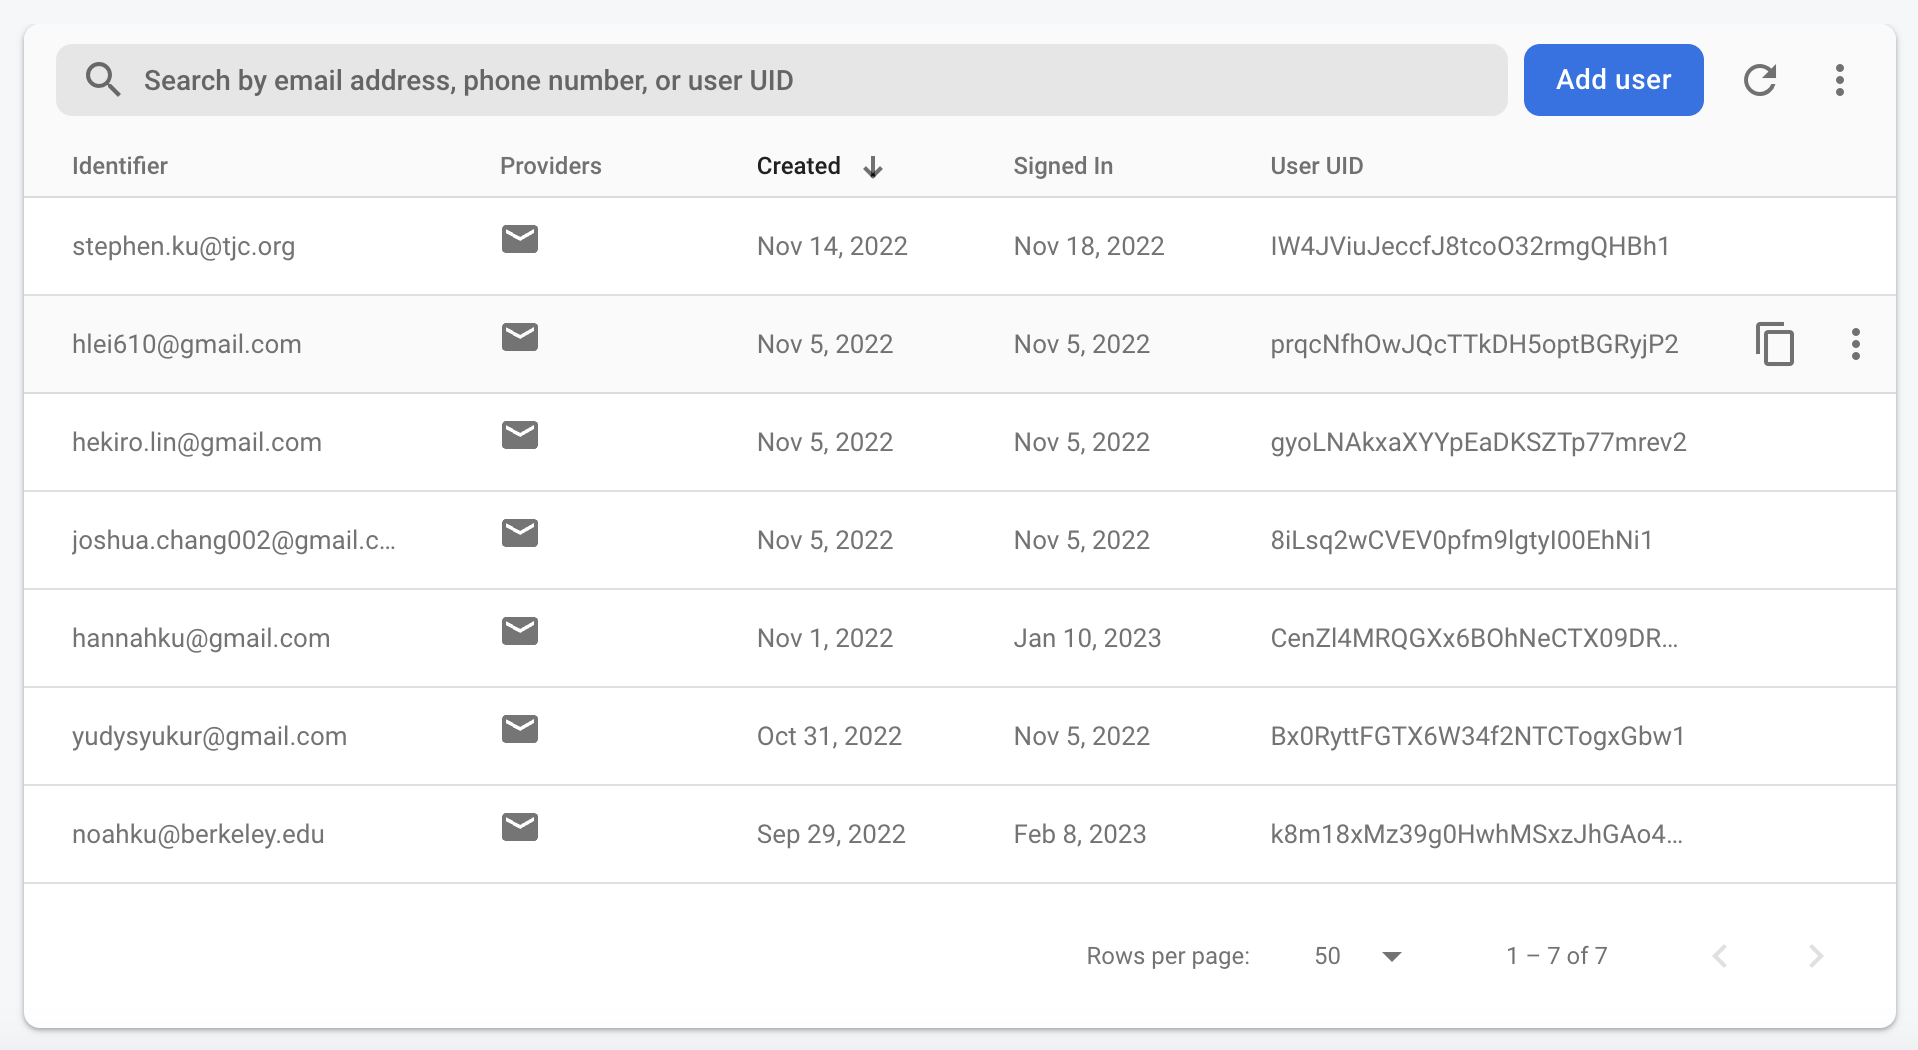 Search by email address, phone number, or user UID
Add user
Identifier Providers Created Signed In User UID
stephen.ku@tjc.org Nov 14, 2022 Nov 18, 2022 IW4JViuJeccfJ8tcoO32rmgQHBh1
hlei610@gmail.com Nov 5, 2022 Nov 5, 2022 prqcNfhOwJQcTTkDH5optBGRyjP2
hekiro.lin@gmail.com Nov 5, 2022 Nov 5, 2022 gyoLNAkxaXYYpEaDKSZTp77mrev2
joshua.chang002@gmail.c... Nov 5, 2022 Nov 5, 2022 8iLsq2wCVEV0pfm9lgtyI00EhNi1
hannahku@gmail.com Nov 1, 2022 Jan 10, 2023 CenZl4MRQGXx6BOhNeCTX09DR...
yudysyukur@gmail.com Oct 31, 2022 Nov 5, 2022 Bx0RyttFGTX6W34f2NTCTogxGbw1
noahku@berkeley.edu Sep 29, 2022 Feb 8, 2023 k8m18xMz39g0HwhMSxzJhGAo4...
Rows per page: 50 1 – 7 of 7